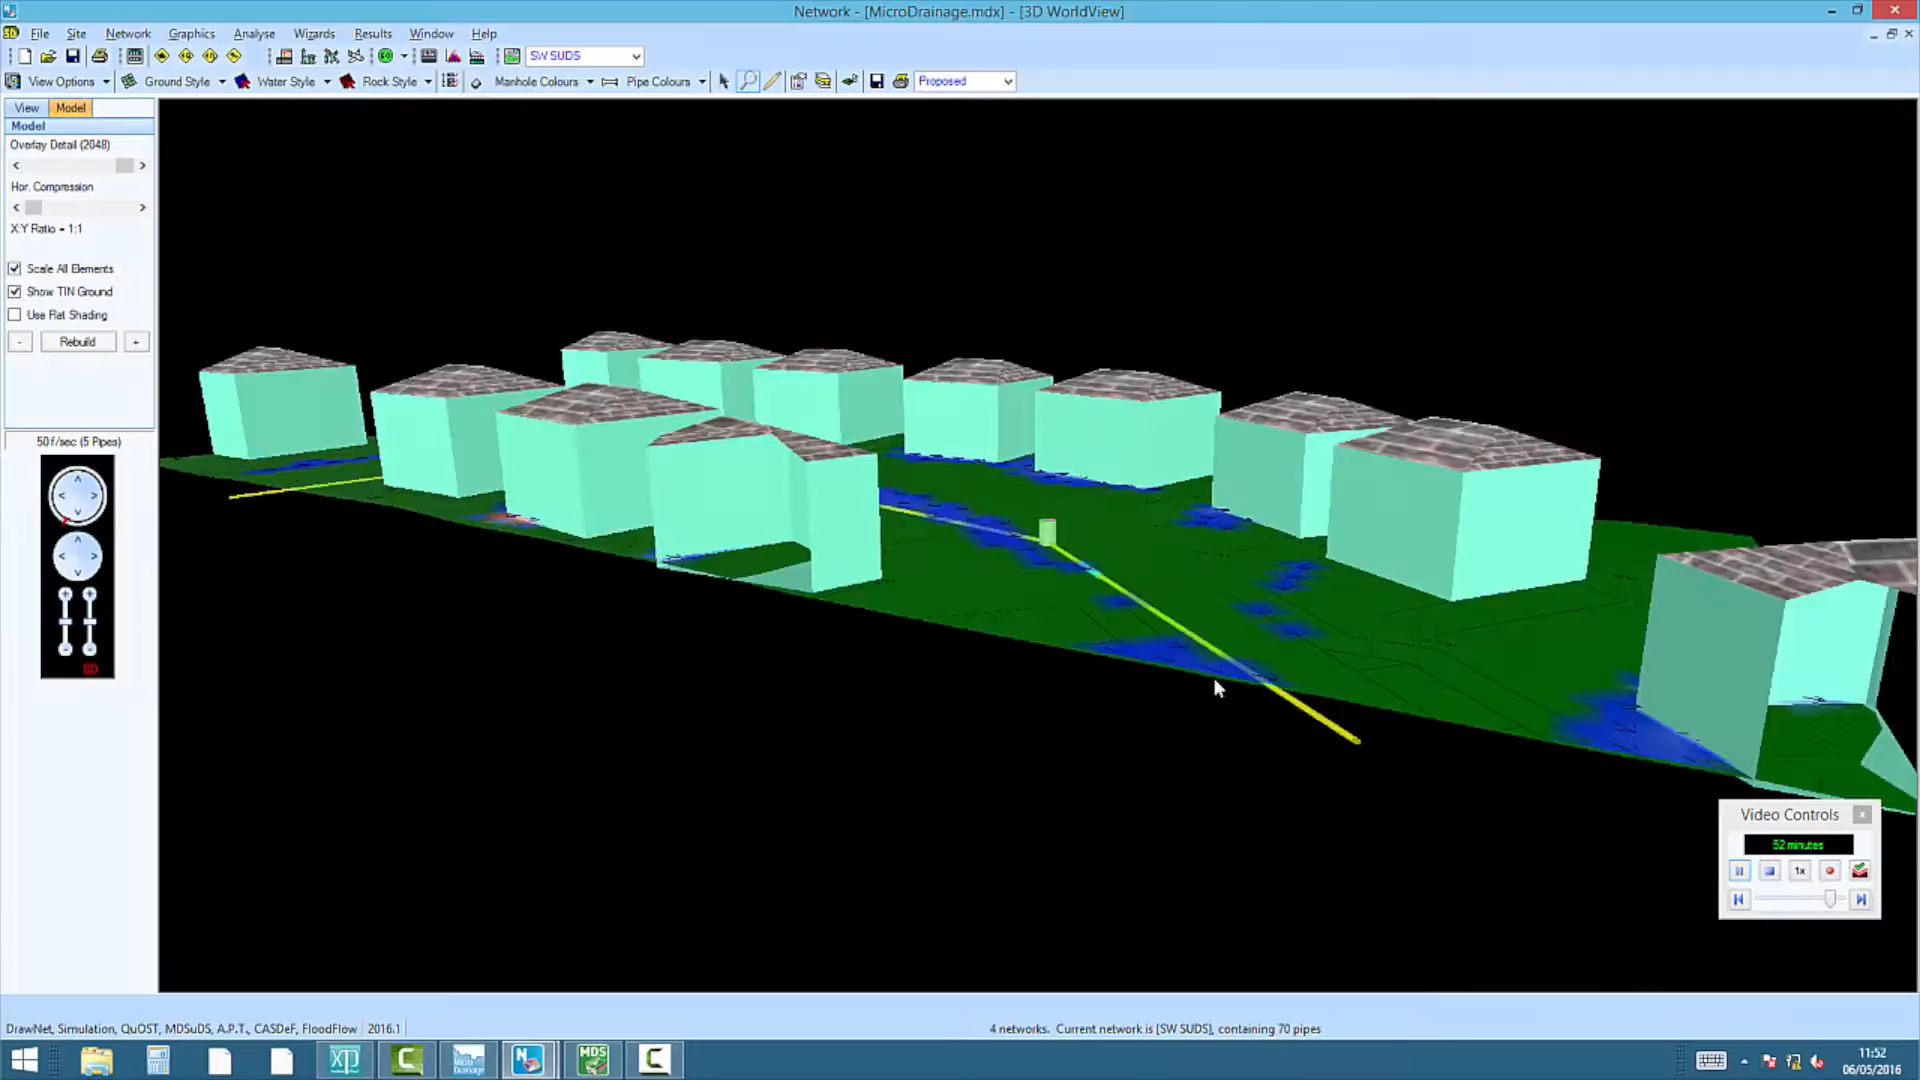 Network - [MicroDrainage.mdx] - [3D WorldView]
File Site Network Graphics Analyse Wizards Results Window Help
SW SUDS
View Options Ground Style Water Style Rock Style Manhole Colours Pipe Colours Proposed
View Model
Model
Overlay Detail (2048)
Hor. Compression
X:Y Ratio = 1:1
Scale All Elements
Show TIN Ground
Use Flat Shading
- Rebuild +
50 f/sec (5 Pipes)
Video Controls
52 minutes
1x
DrawNet, Simulation, QuOST, MDSuDS, A.P.T., CASDeF, FloodFlow 2016.1
4 networks. Current network is [SW SUDS], containing 70 pipes
XP
Micro Drainage
MDS
11:52
06/05/2016